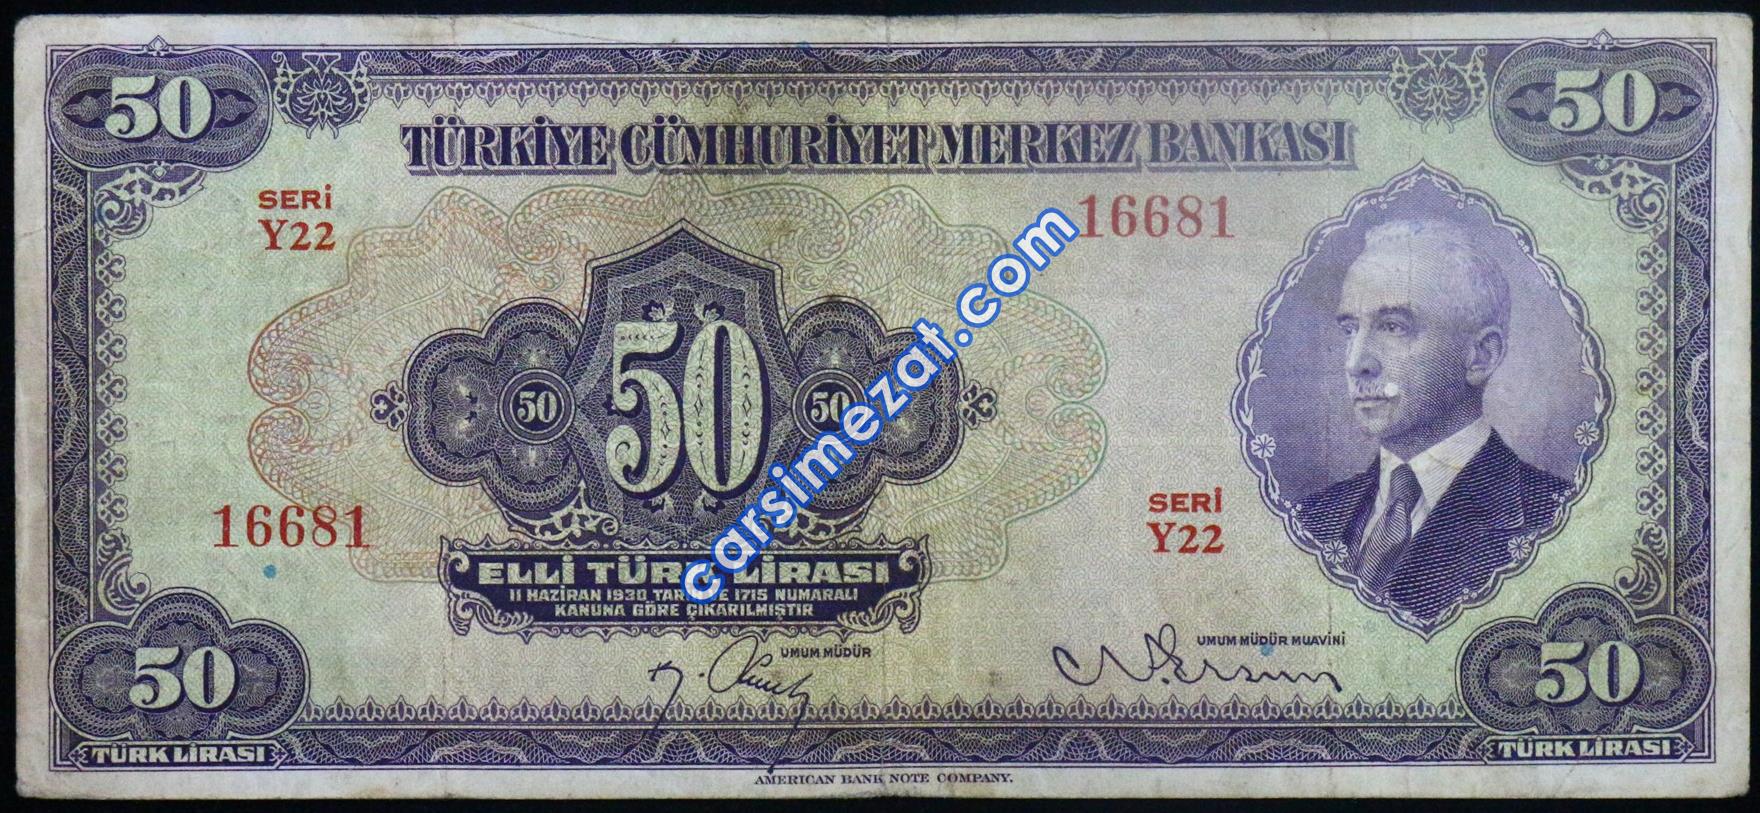 50 50
TÜRKİYE CÜMHURİYET MERKEZ BANKASI
SERİ
Y22
16681
50 50 50
16681
SERİ
Y22
ELLİ TÜRK LİRASI
11 HAZİRAN 1930 TARİH VE 1715 NUMARALI
KANUNA GÖRE ÇIKARILMIŞTIR
UMUM MÜDÜR
UMUM MÜDÜR MUAVİNİ
50 50
TÜRK LİRASI TÜRK LİRASI
AMERICAN BANK NOTE COMPANY.
carsimezat.com